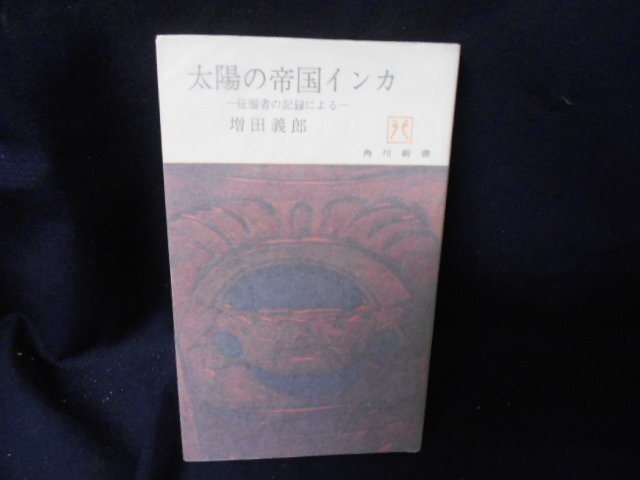 太陽の帝国インカ
―征服者の記録による―
増田義郎
角川新書